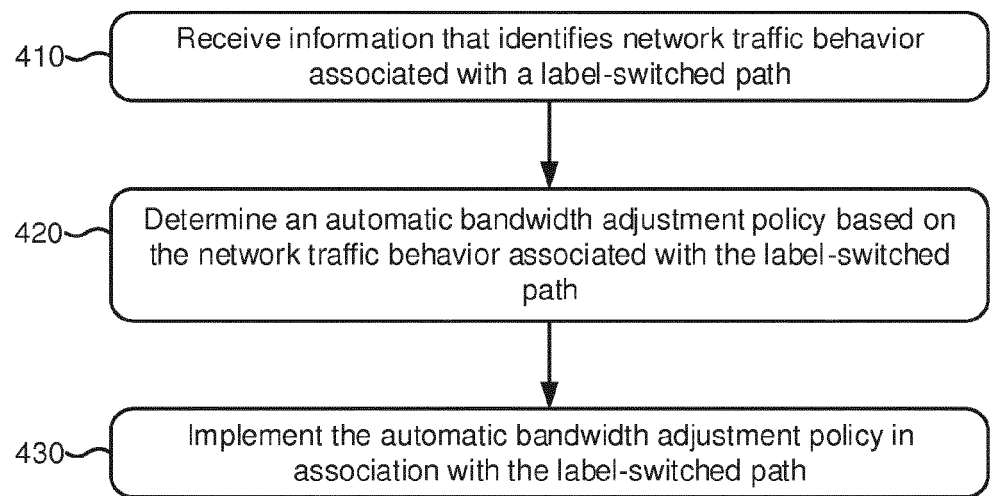 410
Receive information that identifies network traffic behavior
associated with a label-switched path
420
Determine an automatic bandwidth adjustment policy based on
the network traffic behavior associated with the label-switched
path
430
Implement the automatic bandwidth adjustment policy in
association with the label-switched path